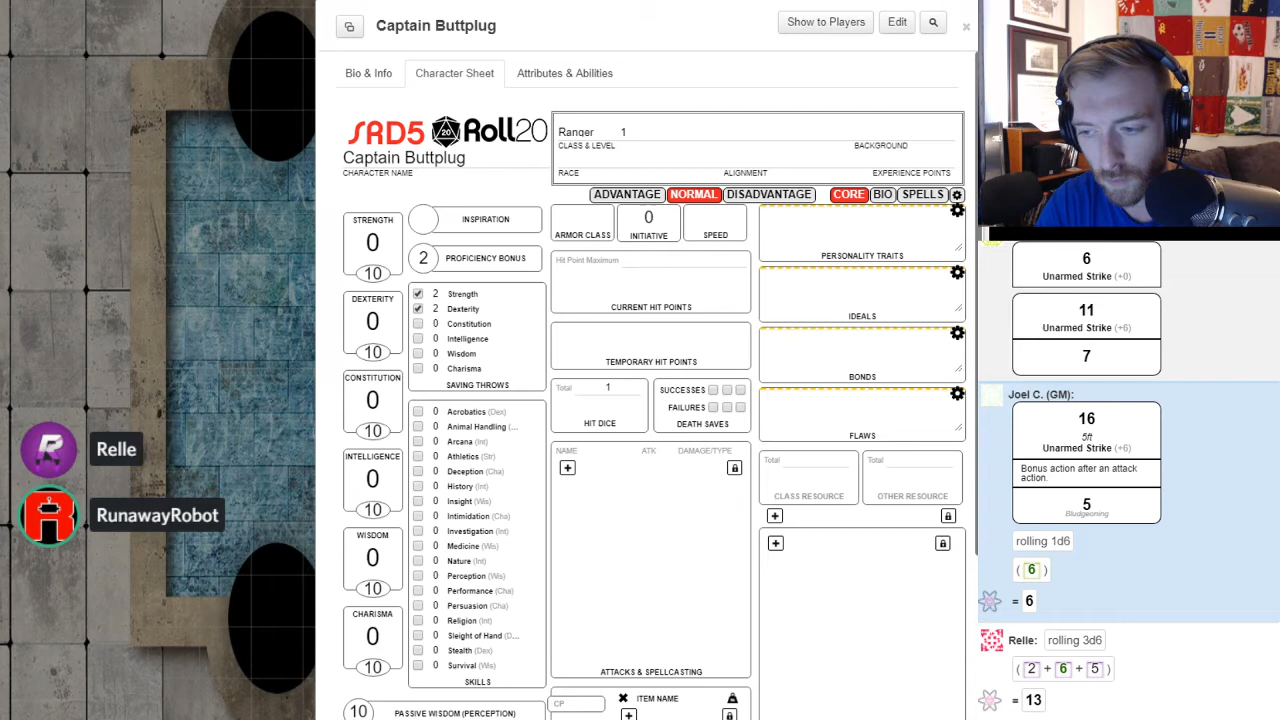 Captain Buttplug
Show to Players
Edit
Bio & Info
Character Sheet
Attributes & Abilities
SRD5 20 Roll20
Captain Buttplug
CHARACTER NAME
Ranger 1
CLASS & LEVEL
BACKGROUND
RACE
ALIGNMENT
EXPERIENCE POINTS
ADVANTAGE NORMAL DISADVANTAGE
CORE BIO SPELLS
STRENGTH
0
10
DEXTERITY
0
10
CONSTITUTION
0
10
INTELLIGENCE
0
10
WISDOM
0
10
CHARISMA
0
10
INSPIRATION
2 PROFICIENCY BONUS
2 Strength
2 Dexterity
0 Constitution
0 Intelligence
0 Wisdom
0 Charisma
SAVING THROWS
0 Acrobatics (Dex)
0 Animal Handling (...
0 Arcana (Int)
0 Athletics (Str)
0 Deception (Cha)
0 History (Int)
0 Insight (Wis)
0 Intimidation (Cha)
0 Investigation (Int)
0 Medicine (Wis)
0 Nature (Int)
0 Perception (Wis)
0 Performance (Cha)
0 Persuasion (Cha)
0 Religion (Int)
0 Sleight of Hand (D...
0 Stealth (Dex)
0 Survival (Wis)
SKILLS
10 PASSIVE WISDOM (PERCEPTION)
ARMOR CLASS
0
INITIATIVE
SPEED
Hit Point Maximum
CURRENT HIT POINTS
TEMPORARY HIT POINTS
Total 1
HIT DICE
SUCCESSES
FAILURES
DEATH SAVES
NAME ATK DAMAGE/TYPE
ATTACKS & SPELLCASTING
CP
ITEM NAME
PERSONALITY TRAITS
IDEALS
BONDS
FLAWS
Total
CLASS RESOURCE
Total
OTHER RESOURCE
R Relle
RunawayRobot
6
Unarmed Strike (+0)
11
Unarmed Strike (+6)
7
Joel C. (GM):
16
5ft
Unarmed Strike (+6)
Bonus action after an attack
action.
5
Bludgeoning
rolling 1d6
(6)
= 6
Relle: rolling 3d6
(2 + 6 + 5)
= 13